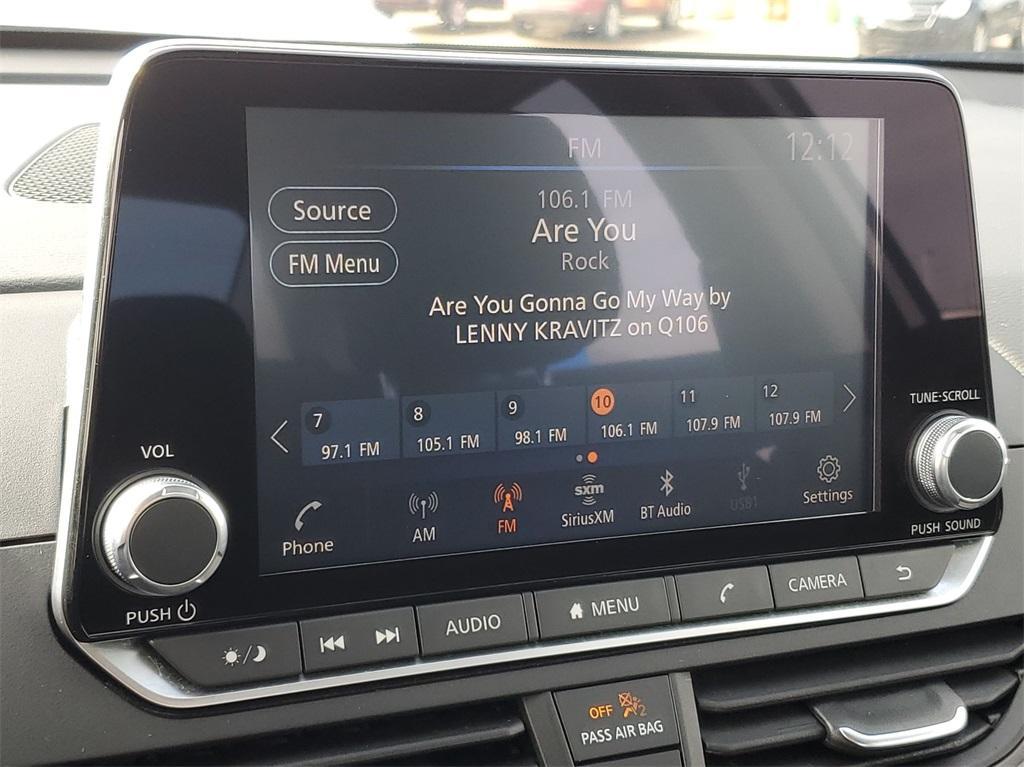 FM
12:12
Source
106.1 FM
Are You
FM Menu
Rock
Are You Gonna Go My Way by
LENNY KRAVITZ on Q106
7
8
9
10
11
12
97.1 FM
105.1 FM
98.1 FM
106.1 FM
107.9 FM
107.9 FM
Phone
AM
FM
sxm
SiriusXM
BT Audio
USB1
Settings
VOL
PUSH
TUNE-SCROLL
PUSH SOUND
AUDIO
MENU
CAMERA
OFF
2
PASS AIR BAG